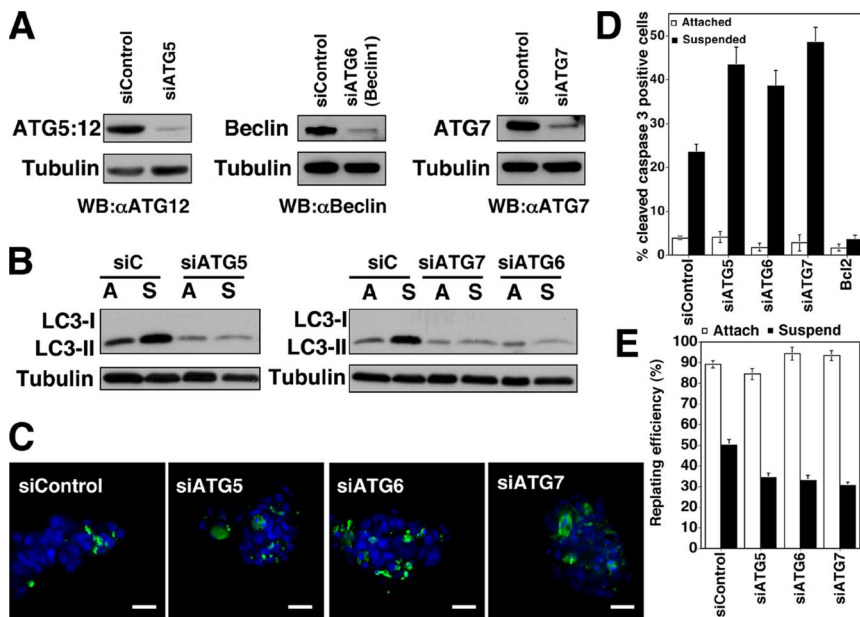 A
siControl
siATG5
ATG5:12
Tubulin
WB:αATG12
siControl
siATG6
(Beclin1)
Beclin
Tubulin
WB:αBeclin
siControl
siATG7
ATG7
Tubulin
WB:αATG7
B
siC siATG5
A S A S
LC3-I
LC3-II
Tubulin
siC siATG7 siATG6
A S A S A S
LC3-I
LC3-II
Tubulin
C
siControl
siATG5
siATG6
siATG7
D
Attached
Suspended
% cleaved caspase 3 positive cells
50
40
30
20
10
0
siControl
siATG5
siATG6
siATG7
Bcl2
E
Attach Suspend
Replating efficiency (%)
100
90
80
70
60
50
40
30
20
10
0
siControl
siATG5
siATG6
siATG7